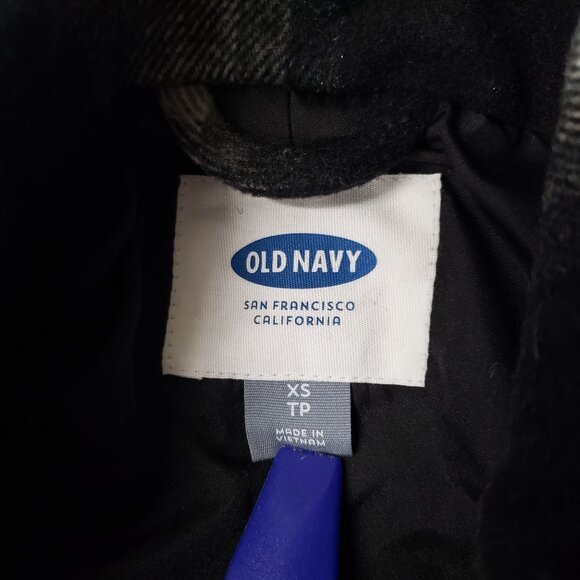 OLD NAVY
SAN FRANCISCO
CALIFORNIA
XS
TP
MADE IN
VIETNAM